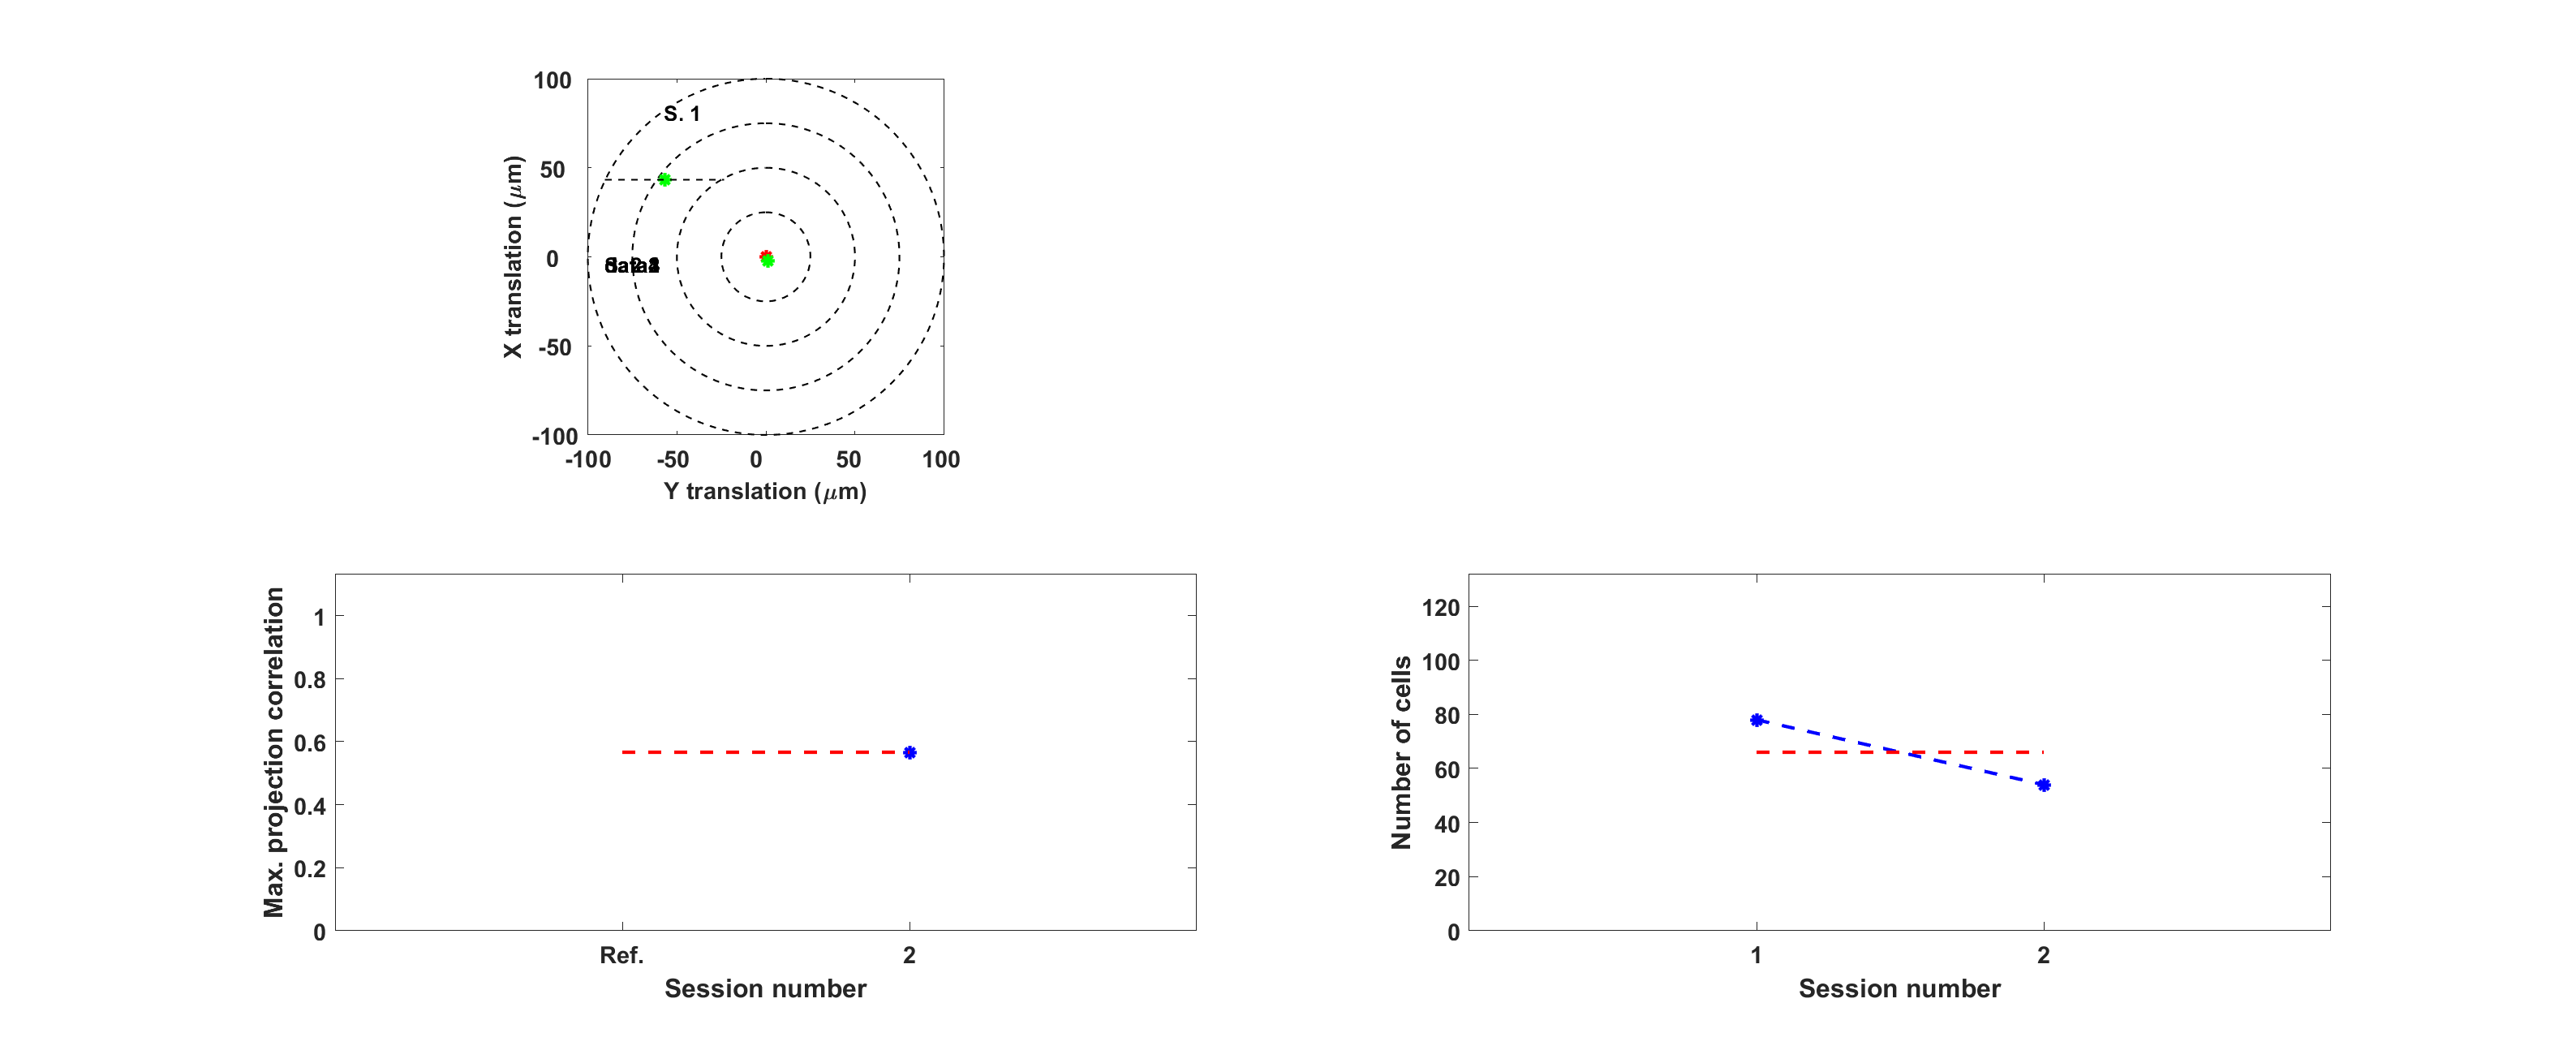 100
S. 1
50
0
-50
-100
X translation (μm)
-100 -50 0 50 100
Y translation (μm)
1
0.8
0.6
0.4
0.2
0
Max. projection correlation
Ref. 2
Session number
120
100
80
60
40
20
0
Number of cells
1 2
Session number